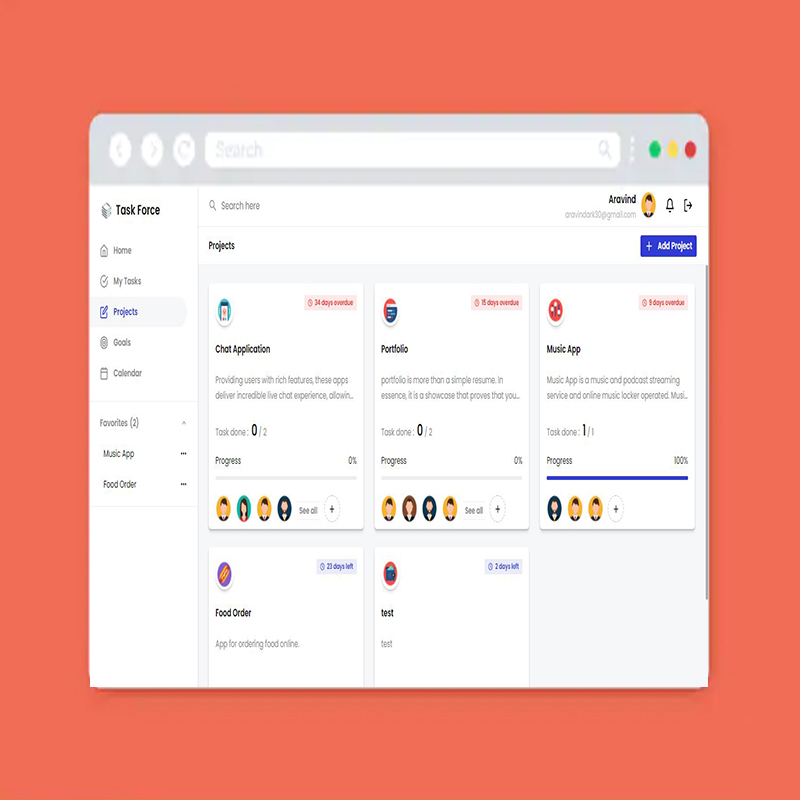 Search
Task Force
Home
My Tasks
Projects
Goals
Calendar
Favorites (2)
Music App
Food Order
Search here
Aravind
aravindark30@gmail.com
Projects
+ Add Project
34 days overdue
Chat Application
Providing users with rich features, these apps
deliver incredible live chat experience, allowin...
Task done : 0 / 2
Progress 0%
See all +
15 days overdue
Portfolio
portfolio is more than a simple resume. In
essence, it is a showcase that proves that you...
Task done : 0 / 2
Progress 0%
See all +
9 days overdue
Music App
Music App is a music and podcast streaming
service and online music locker operated. Musi...
Task done : 1 / 1
Progress 100%
+
23 days left
Food Order
App for ordering food online.
2 days left
test
test